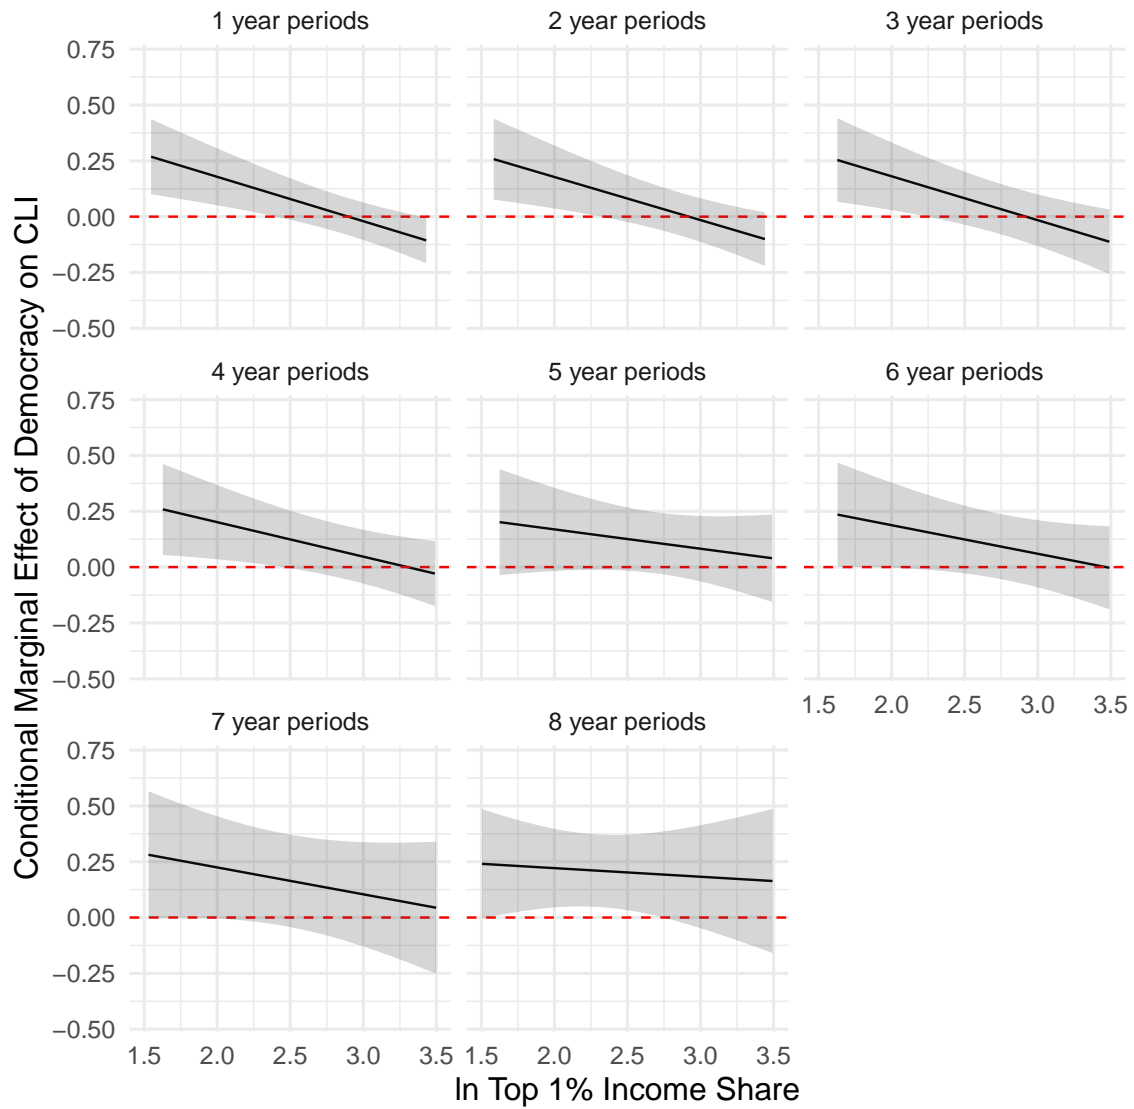 1 year periods
2 year periods
3 year periods
0.75
0.50
0.25
0.00
−0.25
−0.50
4 year periods
5 year periods
6 year periods
0.75
0.50
0.25
0.00
−0.25
−0.50
1.5 2.0 2.5 3.0 3.5
7 year periods
8 year periods
0.75
0.50
0.25
0.00
−0.25
−0.50
1.5 2.0 2.5 3.0 3.5
1.5 2.0 2.5 3.0 3.5
ln Top 1% Income Share
Conditional Marginal Effect of Democracy on CLI